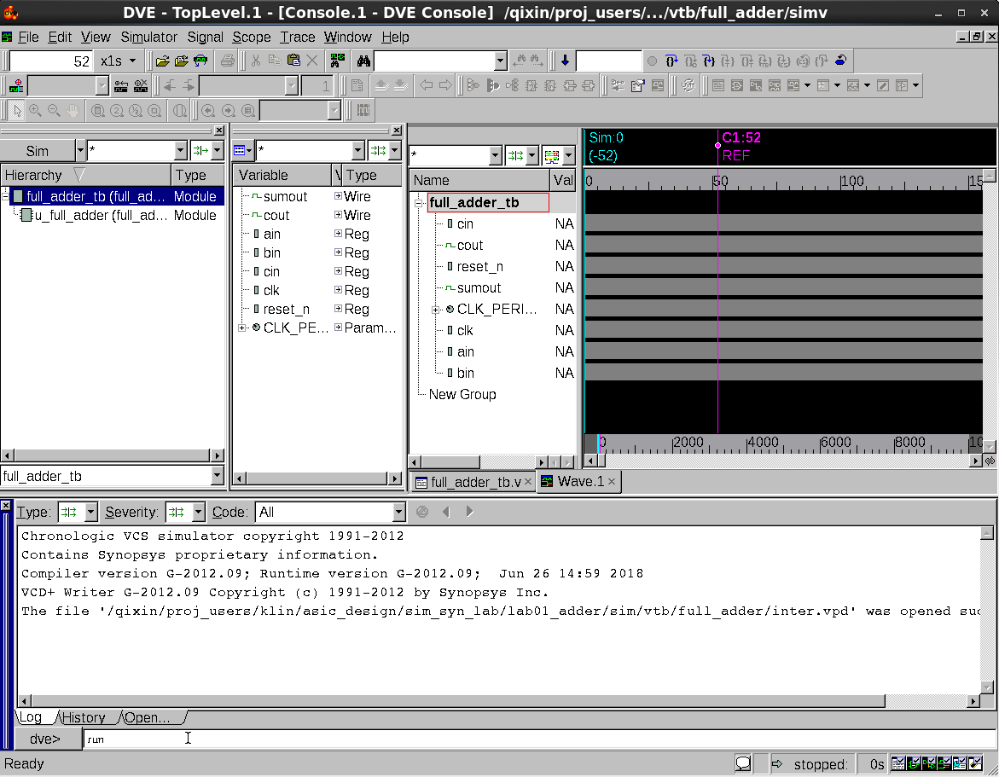 DVE - TopLevel.1 - [Console.1 - DVE Console] /qixin/proj_users/.../vtb/full_adder/simv
File Edit View Simulator Signal Scope Trace Window Help
52 x1s
1
Sim *
Hierarchy Type
full_adder_tb (full_ad... Module
u_full_adder (full_ad... Module
full_adder_tb
*
Variable V Type
sumout Wire
cout Wire
ain Reg
bin Reg
cin Reg
clk Reg
reset_n Reg
CLK_PE... Param...
*
Name Val
full_adder_tb
cin NA
cout NA
reset_n NA
sumout NA
CLK_PERI... NA
clk NA
ain NA
bin NA
New Group
Sim:0 C1:52
(-52) REF
0 50 100 15
0 2000 4000 6000 8000 10
full_adder_tb.v Wave.1
Type: Severity: Code: All
Chronologic VCS simulator copyright 1991-2012
Contains Synopsys proprietary information.
Compiler version G-2012.09; Runtime version G-2012.09; Jun 26 14:59 2018
VCD+ Writer G-2012.09 Copyright (c) 1991-2012 by Synopsys Inc.
The file '/qixin/proj_users/klin/asic_design/sim_syn_lab/lab01_adder/sim/vtb/full_adder/inter.vpd' was opened suc
Log History Open...
dve> run
Ready stopped: 0s